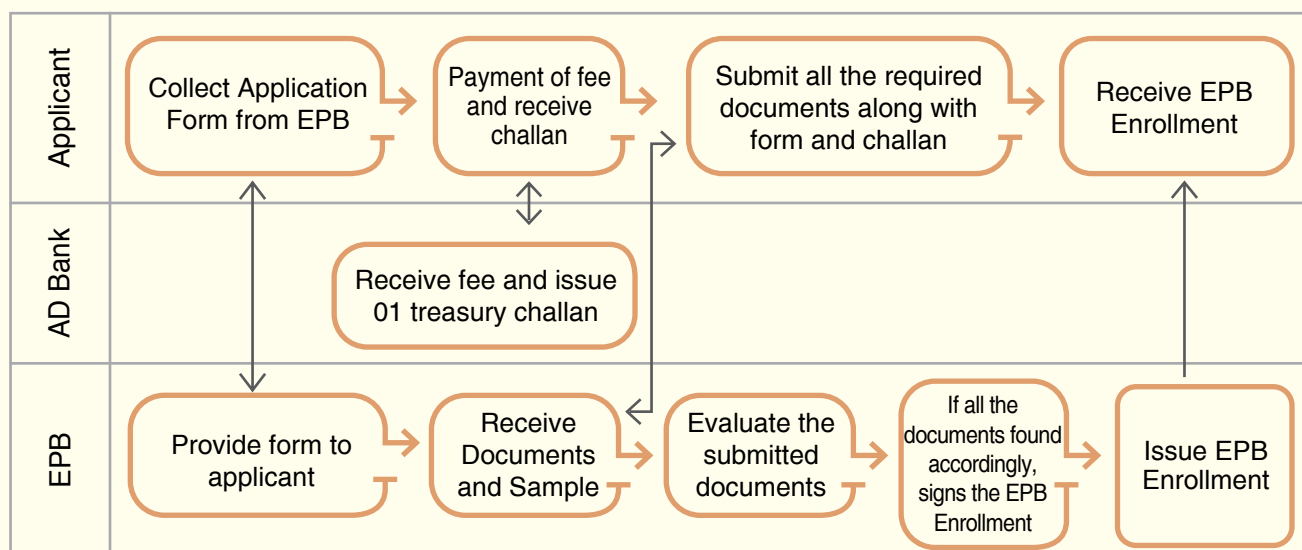 Applicant
Collect Application
Form from EPB
Payment of fee
and receive
challan
Submit all the required
documents along with
form and challan
Receive EPB
Enrollment
AD Bank
Receive fee and issue
01 treasury challan
EPB
Provide form to
applicant
Receive
Documents
and Sample
Evaluate the
submitted
documents
If all the
documents found
accordingly,
signs the EPB
Enrollment
Issue EPB
Enrollment